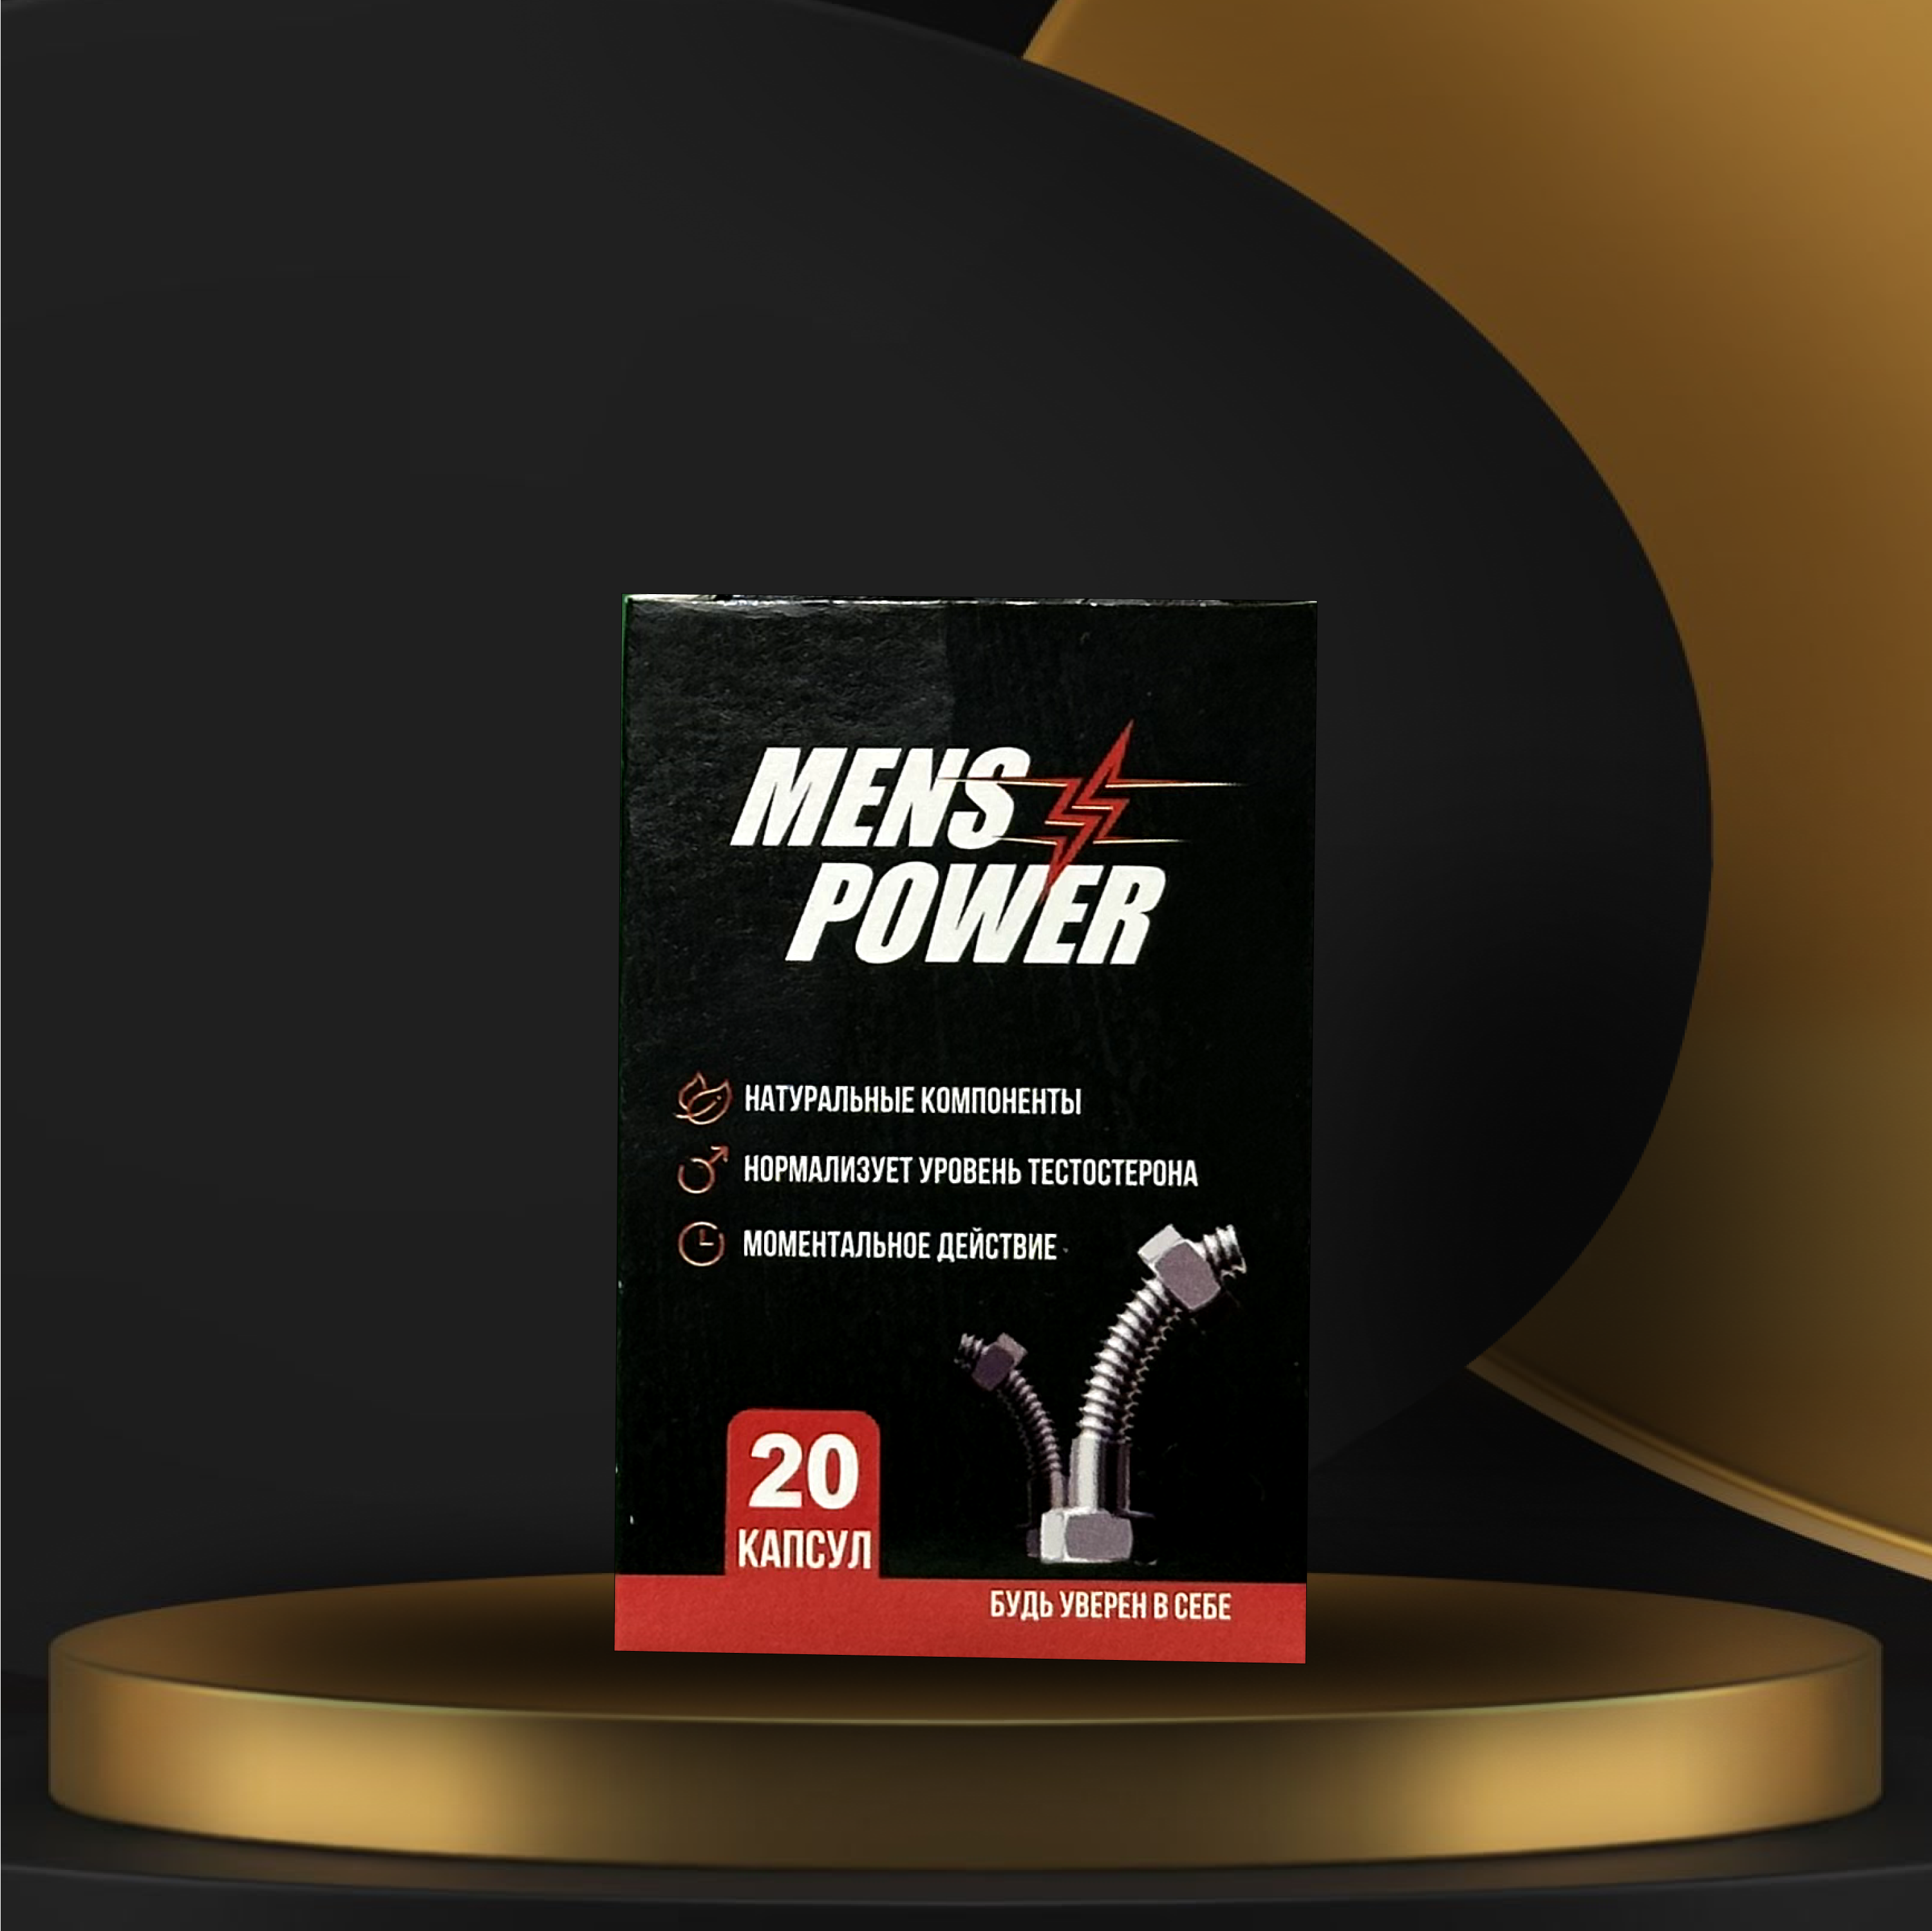 MENS
POWER
НАТУРАЛЬНЫЕ КОМПОНЕНТЫ
НОРМАЛИЗУЕТ УРОВЕНЬ ТЕСТОСТЕРОНА
МОМЕНТАЛЬНОЕ ДЕЙСТВИЕ
20
КАПСУЛ
БУДЬ УВЕРЕН В СЕБЕ